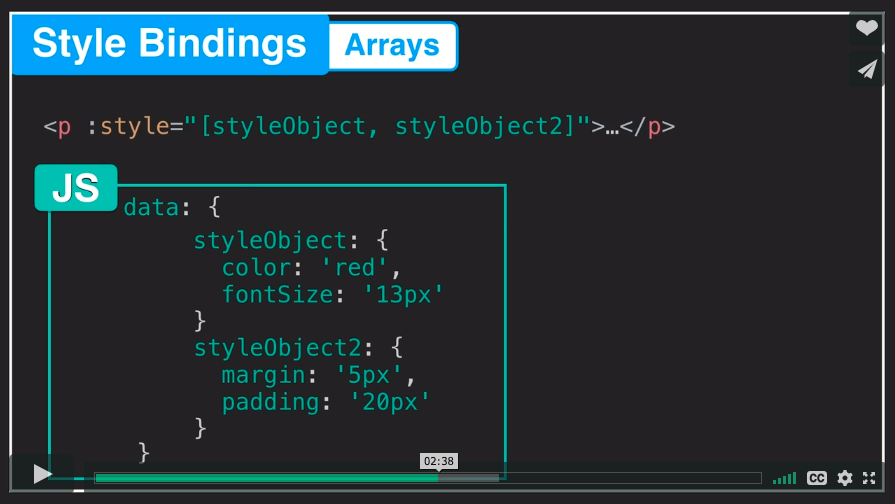 Style Bindings Arrays
<p :style="[styleObject, styleObject2]">…</p>
JS
data: {
styleObject: {
color: 'red',
fontSize: '13px'
}
styleObject2: {
margin: '5px',
padding: '20px'
}
}
02:38
CC